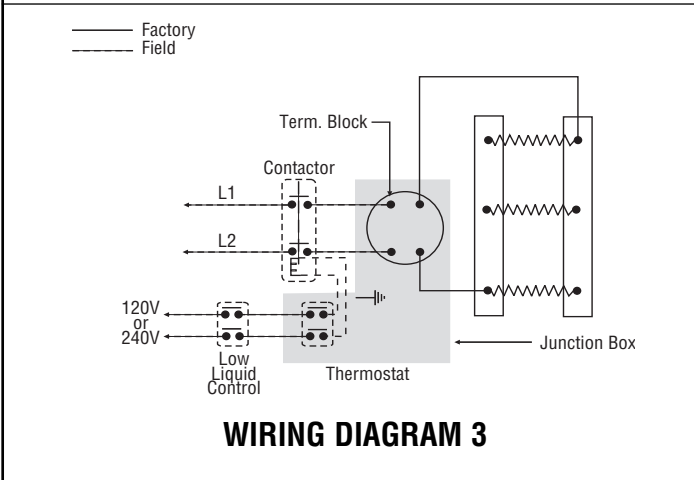 Factory
Field
Term. Block
Contactor
L1
L2
120V
or
240V
Low
Liquid
Control
Thermostat
Junction Box
WIRING DIAGRAM 3